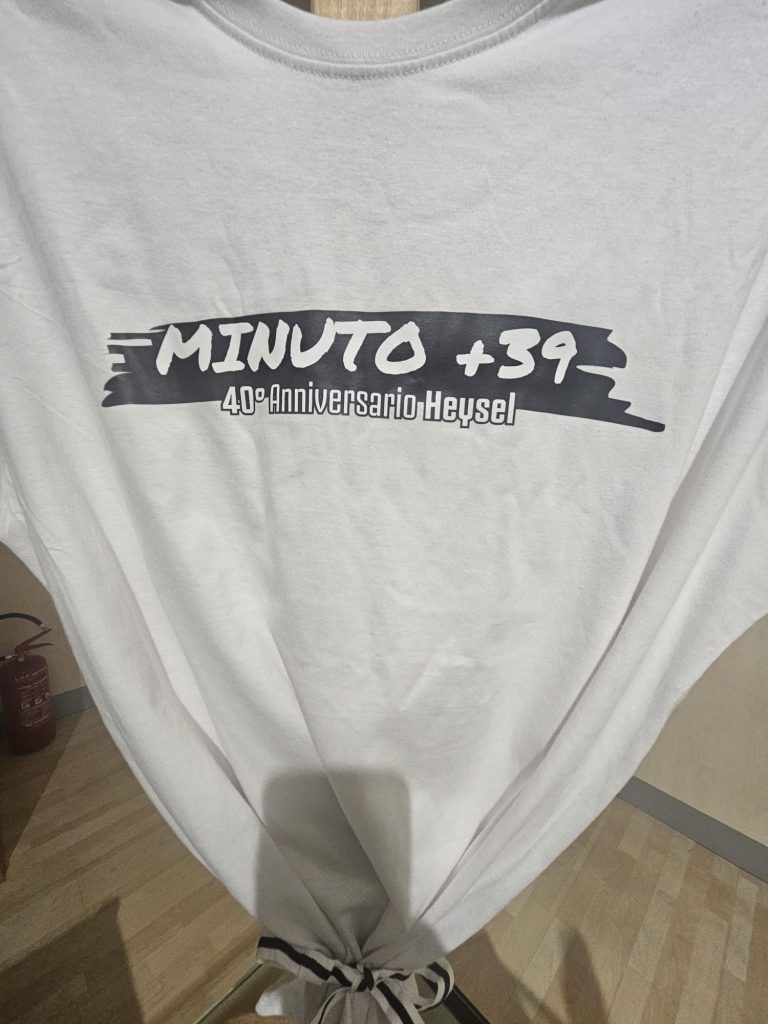 MINUTO +39
40° Anniversario Heysel